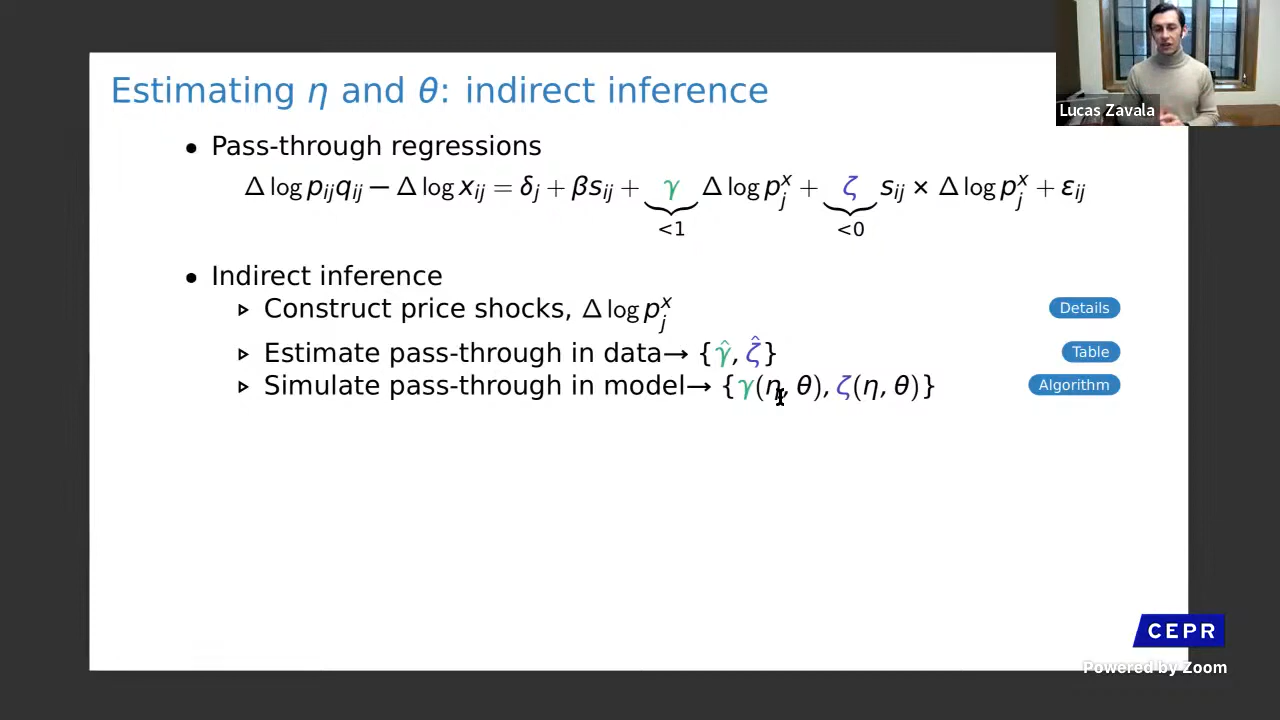 Estimating η and θ: indirect inference
Lucas Zavala
• Pass-through regressions
Δ log p_ij q_ij − Δ log x_ij = δ_j + βs_ij + γ Δ log p_j^x + ζ s_ij × Δ log p_j^x + ε_ij
<1 <0
• Indirect inference
▹ Construct price shocks, Δ log p_j^x Details
▹ Estimate pass-through in data→ {γ̂, ζ̂} Table
▹ Simulate pass-through in model→ {γ(η, θ), ζ(η, θ)} Algorithm
CEPR
Powered by Zoom